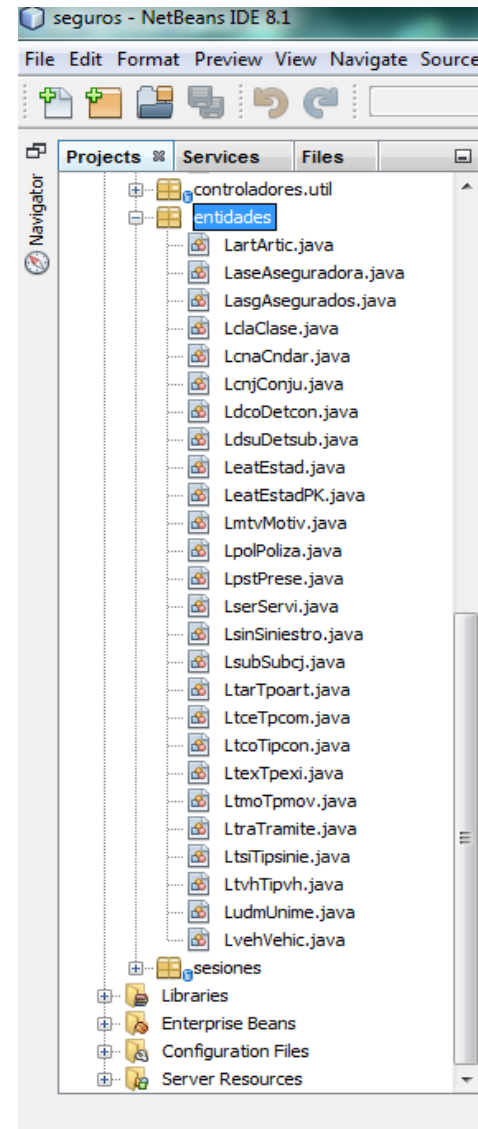 seguros - NetBeans IDE 8.1
File Edit Format Preview View Navigate Source
Projects Services Files
Navigator
controladores.util
entidades
LartArtic.java
LaseAseguradora.java
LasgAsegurados.java
LclaClase.java
LcnaCndar.java
LcnjConju.java
LdcoDetcon.java
LdsuDetsub.java
LeatEstad.java
LeatEstadPK.java
LmtvMotiv.java
LpolPoliza.java
LpstPrese.java
LserServi.java
LsinSiniestro.java
LsubSubcj.java
LtarTpoart.java
LtceTpcom.java
LtcoTipcon.java
LtexTpexi.java
LtmoTpmov.java
LtraTramite.java
LtsiTipsinie.java
LtvhTipvh.java
LudmUnime.java
LvehVehic.java
sesiones
Libraries
Enterprise Beans
Configuration Files
Server Resources